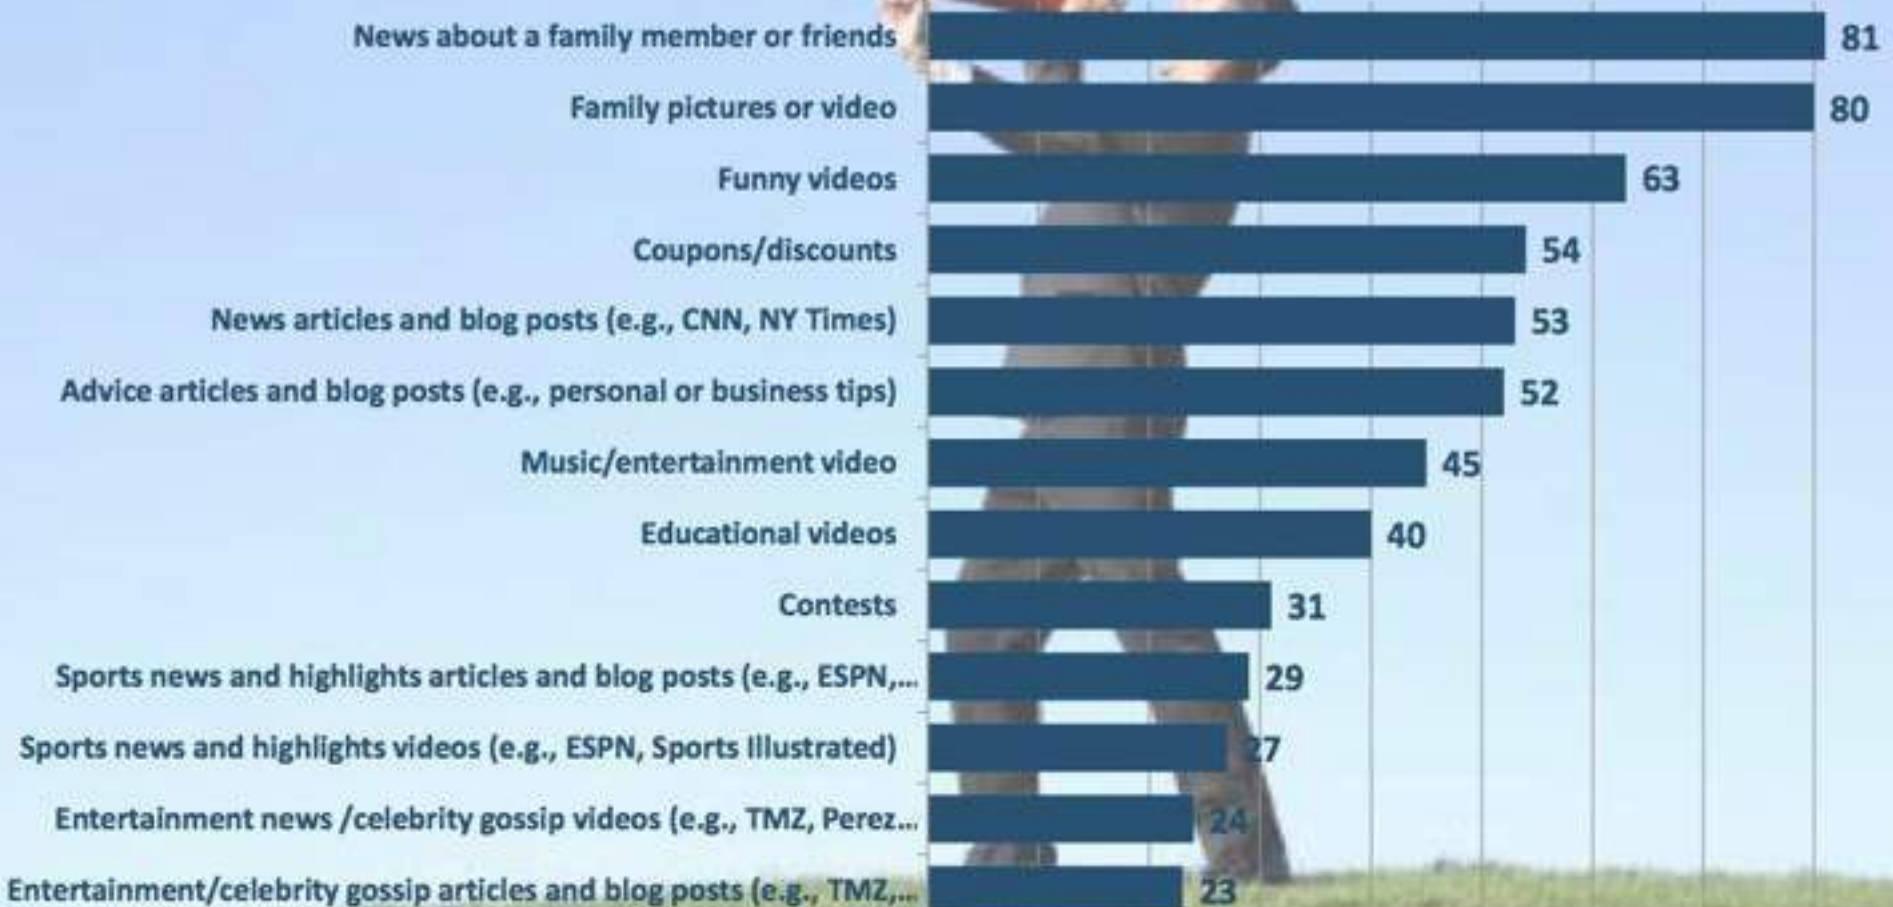 News about a family member or friends 81
Family pictures or video 80
Funny videos 63
Coupons/discounts 54
News articles and blog posts (e.g., CNN, NY Times) 53
Advice articles and blog posts (e.g., personal or business tips) 52
Music/entertainment video 45
Educational videos 40
Contests 31
Sports news and highlights articles and blog posts (e.g., ESPN,... 29
Sports news and highlights videos (e.g., ESPN, Sports Illustrated) 27
Entertainment news /celebrity gossip videos (e.g., TMZ, Perez... 24
Entertainment/celebrity gossip articles and blog posts (e.g., TMZ,... 23